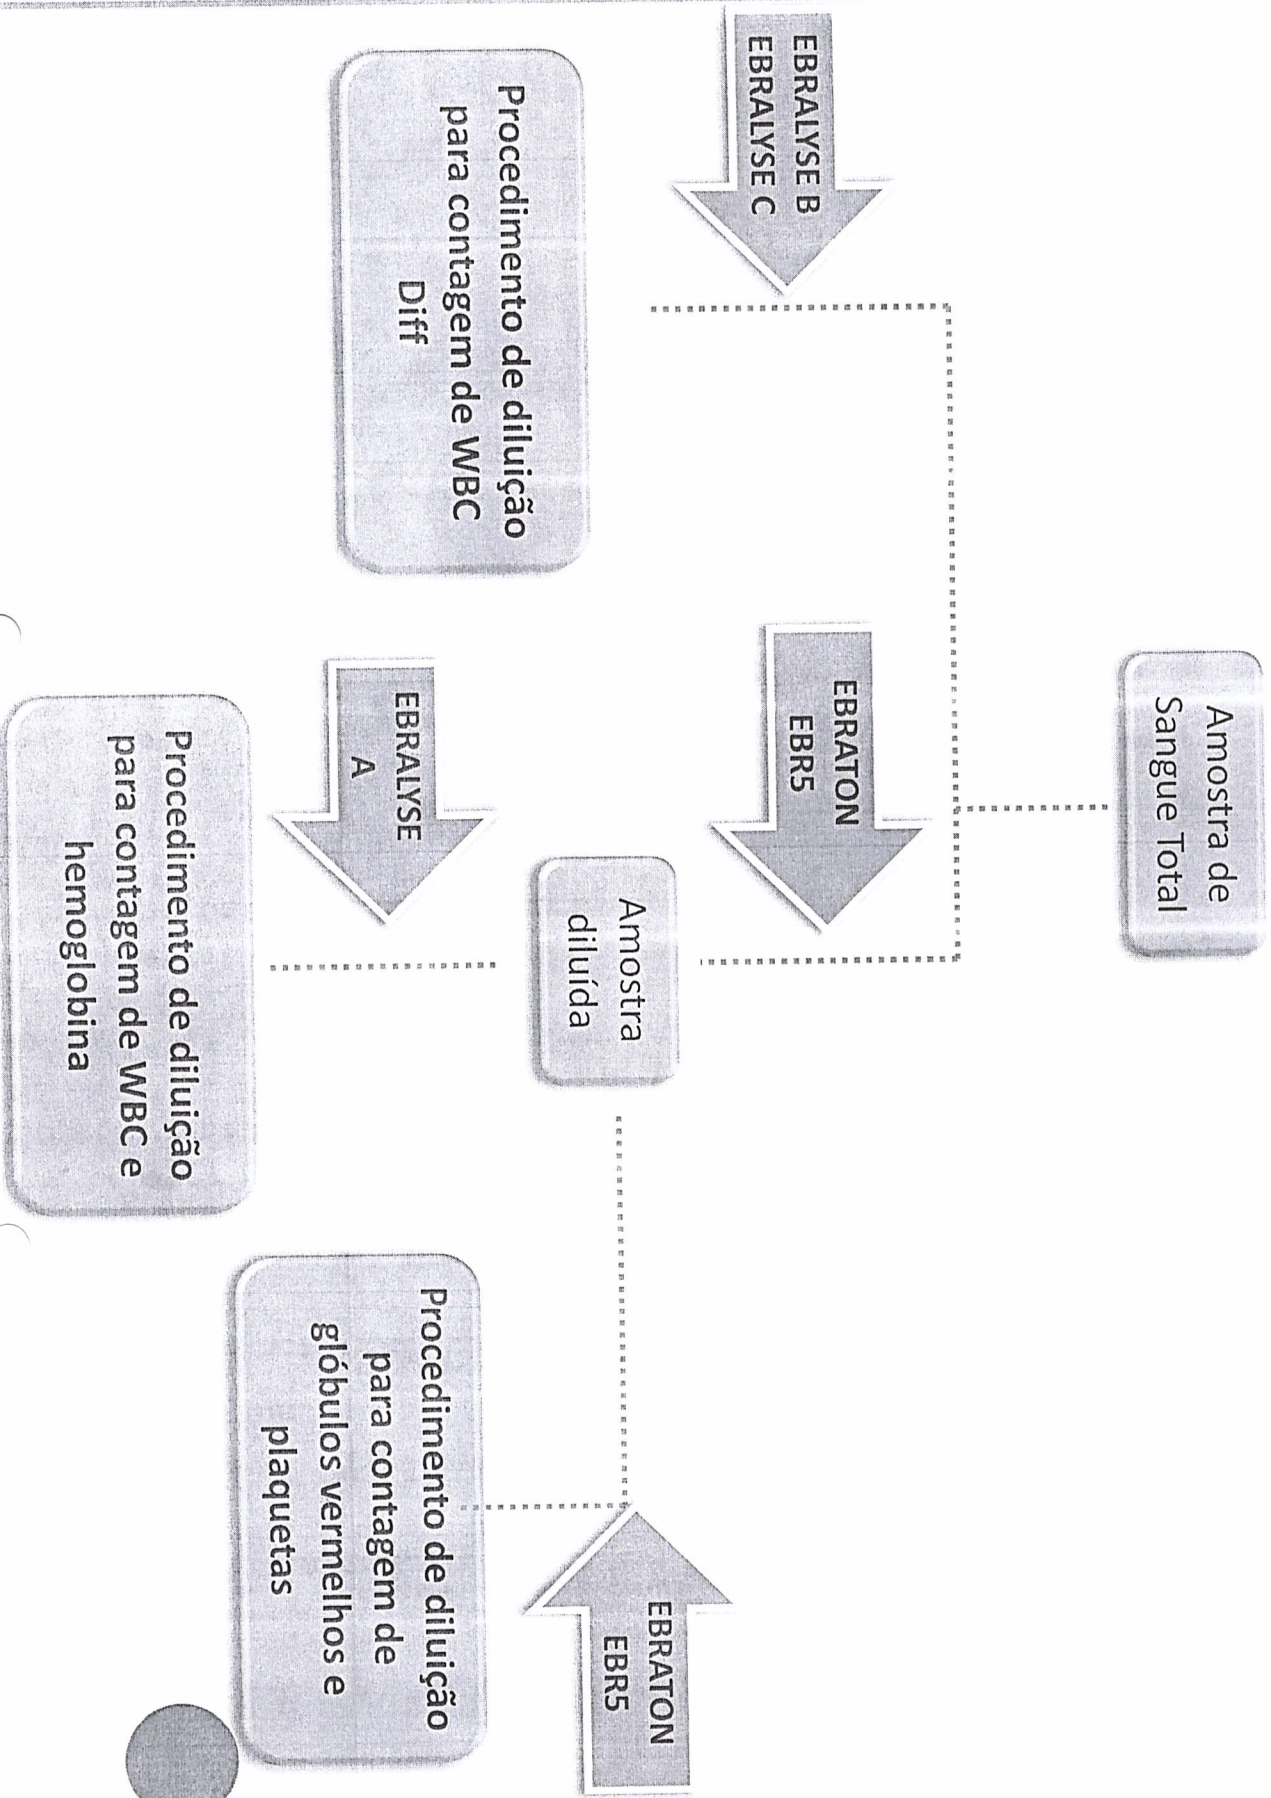 Amostra de
Sangue Total
EBRALYSE B
EBRALYSE C
EBRATON
EBR5
Procedimento de diluição
para contagem de WBC
Diff
Amostra
diluída
EBRATON
EBR5
EBRALYSE
A
Procedimento de diluição
para contagem de WBC e
hemoglobina
Procedimento de diluição
para contagem de
glóbulos vermelhos e
plaquetas